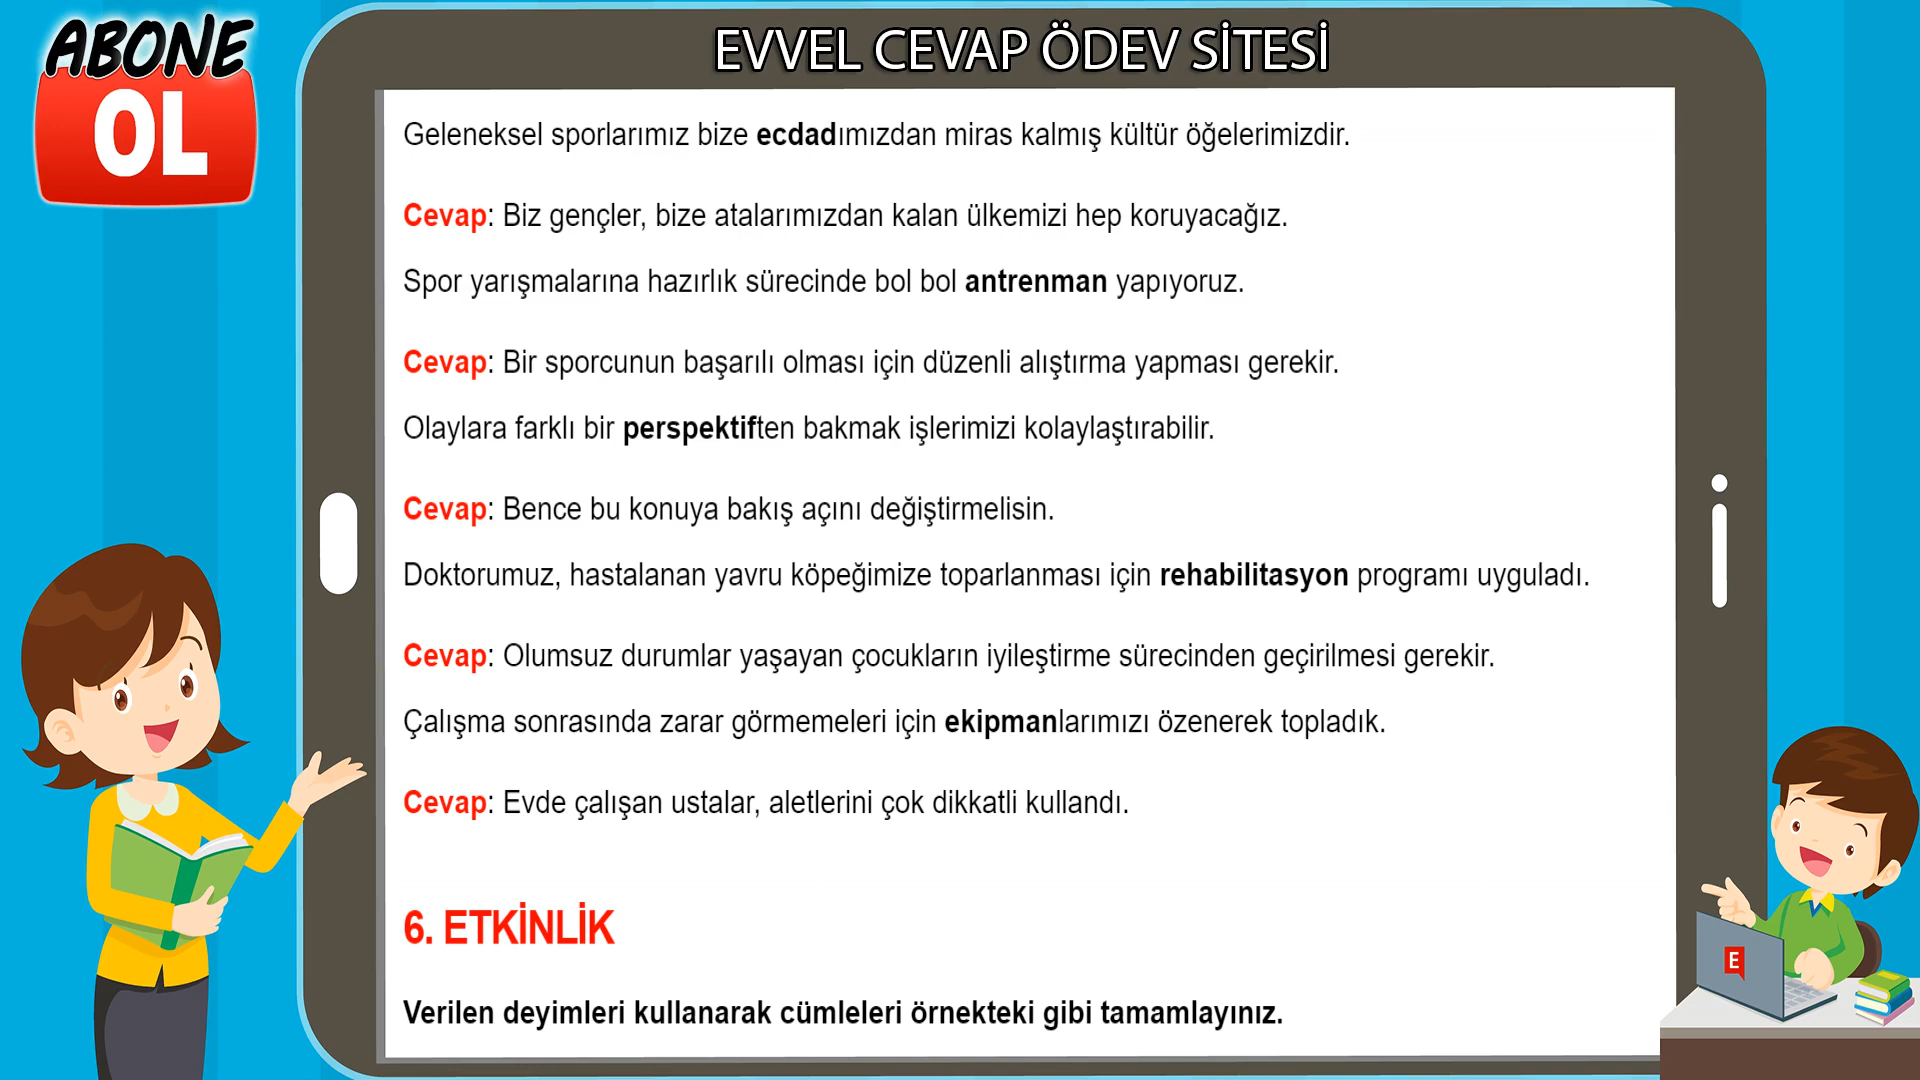 ABONE
OL
EVVEL CEVAP ÖDEV SİTESİ
Geleneksel sporlarımız bize ecdadımızdan miras kalmış kültür öğelerimizdir.
Cevap: Biz gençler, bize atalarımızdan kalan ülkemizi hep koruyacağız.
Spor yarışmalarına hazırlık sürecinde bol bol antrenman yapıyoruz.
Cevap: Bir sporcunun başarılı olması için düzenli alıştırma yapması gerekir.
Olaylara farklı bir perspektiften bakmak işlerimizi kolaylaştırabilir.
Cevap: Bence bu konuya bakış açını değiştirmelisin.
Doktorumuz, hastalanan yavru köpeğimize toparlanması için rehabilitasyon programı uyguladı.
Cevap: Olumsuz durumlar yaşayan çocukların iyileştirme sürecinden geçirilmesi gerekir.
Çalışma sonrasında zarar görmemeleri için ekipmanlarımızı özenerek topladık.
Cevap: Evde çalışan ustalar, aletlerini çok dikkatli kullandı.
6. ETKİNLİK
Verilen deyimleri kullanarak cümleleri örnekteki gibi tamamlayınız.
E